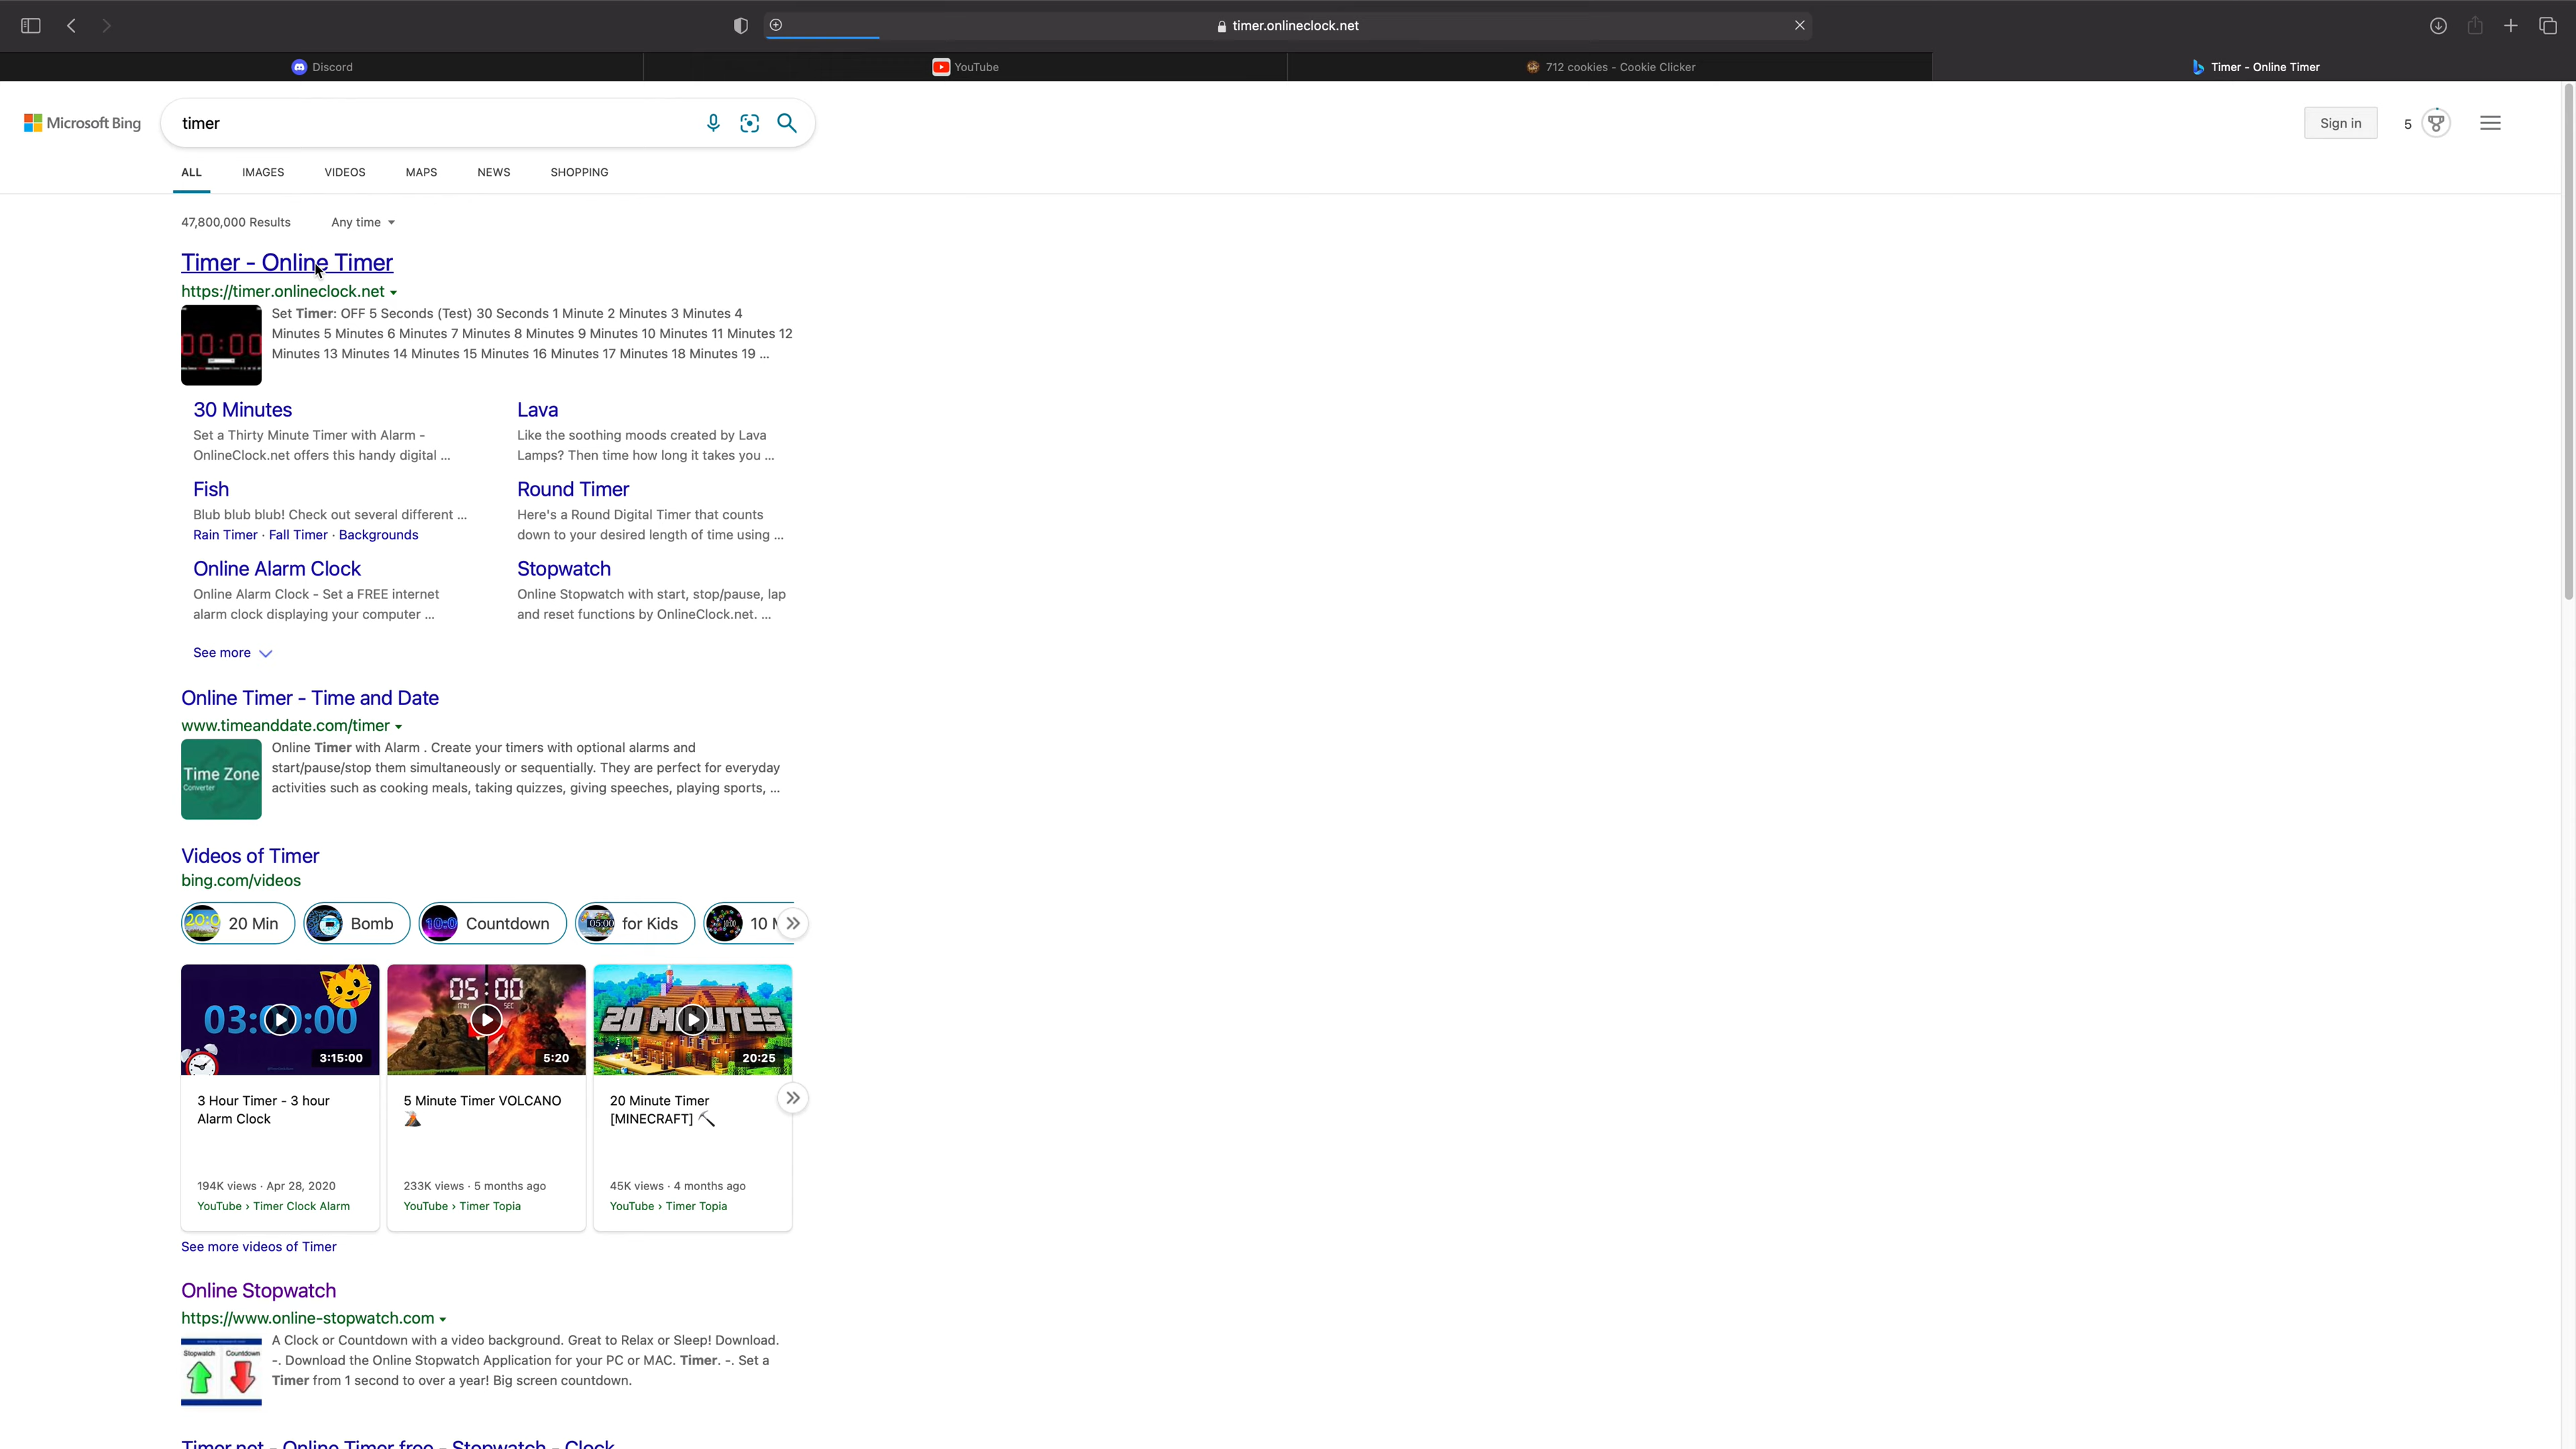 timer.onlineclock.net
Discord
YouTube
712 cookies - Cookie Clicker
Timer - Online Timer
Microsoft Bing
timer
Sign in
5
ALL IMAGES VIDEOS MAPS NEWS SHOPPING
47,800,000 Results Any time
Timer - Online Timer
https://timer.onlineclock.net
00:00
Set Timer: OFF 5 Seconds (Test) 30 Seconds 1 Minute 2 Minutes 3 Minutes 4
Minutes 5 Minutes 6 Minutes 7 Minutes 8 Minutes 9 Minutes 10 Minutes 11 Minutes 12
Minutes 13 Minutes 14 Minutes 15 Minutes 16 Minutes 17 Minutes 18 Minutes 19 ...
30 Minutes
Set a Thirty Minute Timer with Alarm -
OnlineClock.net offers this handy digital ...
Lava
Like the soothing moods created by Lava
Lamps? Then time how long it takes you ...
Fish
Blub blub blub! Check out several different ...
Rain Timer · Fall Timer · Backgrounds
Round Timer
Here's a Round Digital Timer that counts
down to your desired length of time using ...
Online Alarm Clock
Online Alarm Clock - Set a FREE internet
alarm clock displaying your computer ...
Stopwatch
Online Stopwatch with start, stop/pause, lap
and reset functions by OnlineClock.net. ...
See more
Online Timer - Time and Date
www.timeanddate.com/timer
Time Zone
Converter
Online Timer with Alarm . Create your timers with optional alarms and
start/pause/stop them simultaneously or sequentially. They are perfect for everyday
activities such as cooking meals, taking quizzes, giving speeches, playing sports, ...
Videos of Timer
bing.com/videos
20 Min
Bomb
Countdown
for Kids
10
3:15:00
05:00
MIN SEC
5:20
20 MINUTES
20:25
3 Hour Timer - 3 hour
Alarm Clock
194K views · Apr 28, 2020
YouTube › Timer Clock Alarm
5 Minute Timer VOLCANO
🌋
233K views · 5 months ago
YouTube › Timer Topia
20 Minute Timer
[MINECRAFT] ⛏
45K views · 4 months ago
YouTube › Timer Topia
See more videos of Timer
Online Stopwatch
https://www.online-stopwatch.com
Stopwatch Countdown
A Clock or Countdown with a video background. Great to Relax or Sleep! Download.
-. Download the Online Stopwatch Application for your PC or MAC. Timer. -. Set a
Timer from 1 second to over a year! Big screen countdown.
Timer.net - Online Timer free - Stopwatch - Clock